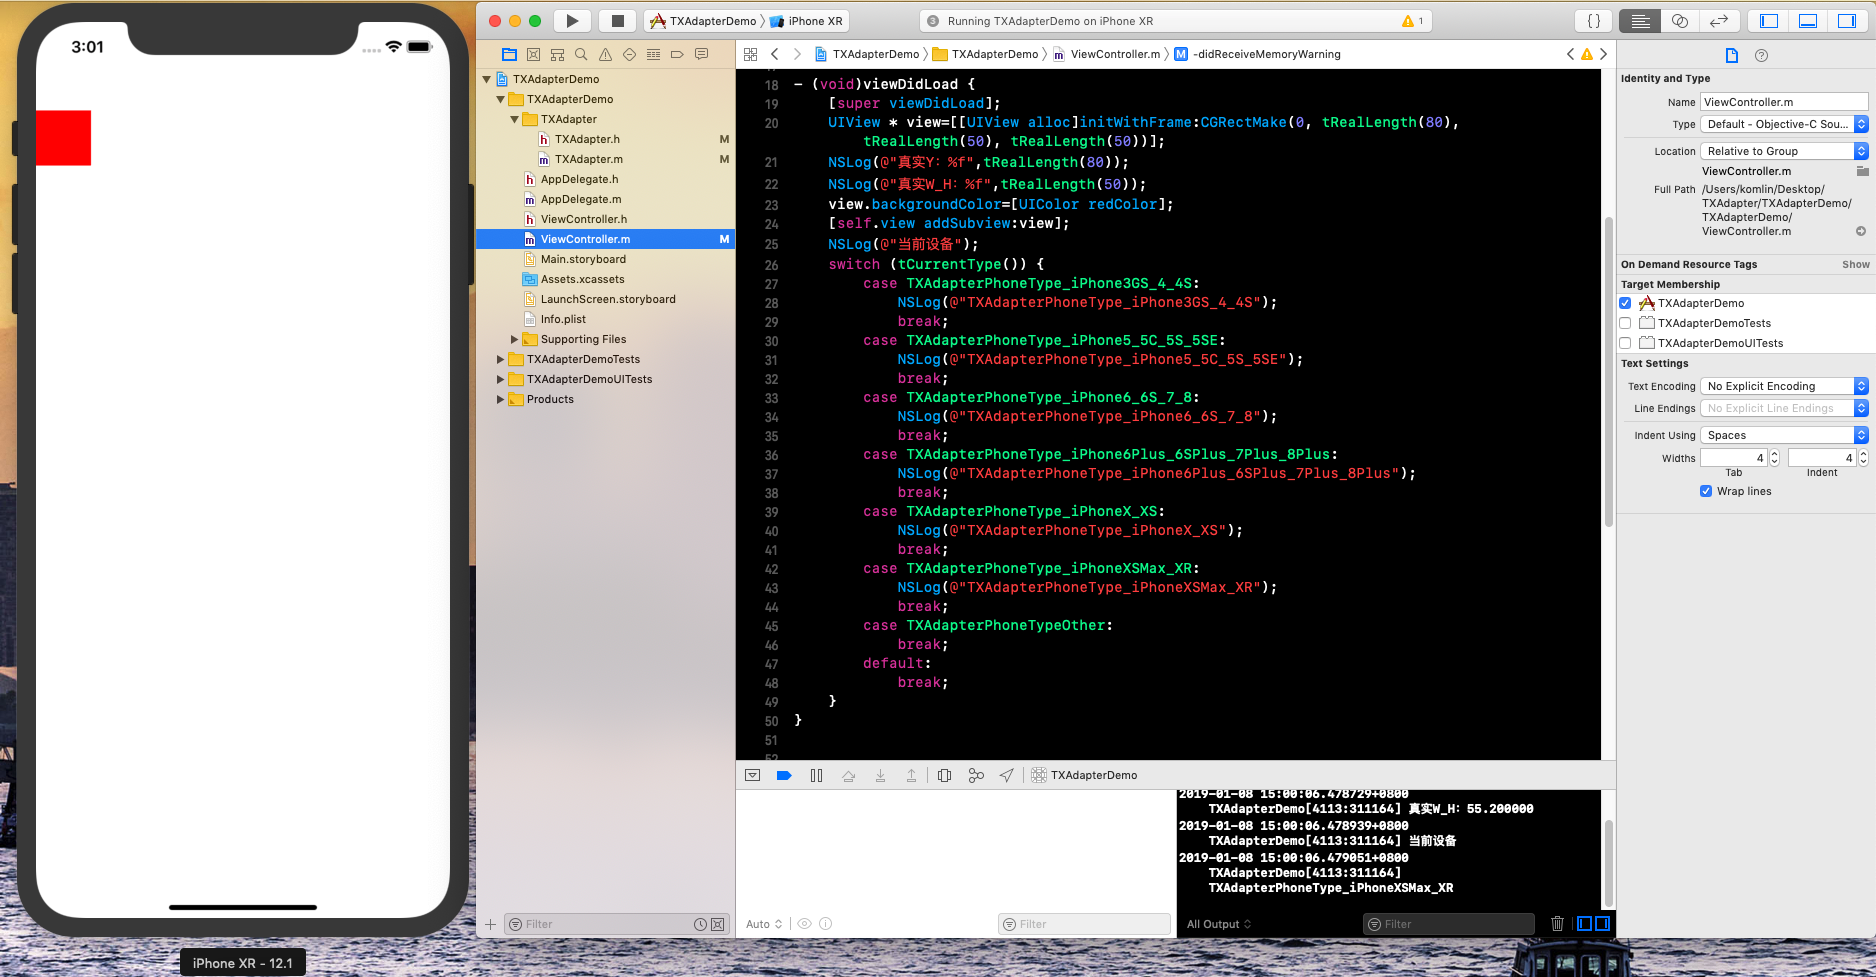 3:01
iPhone XR - 12.1
TXAdapterDemo
iPhone XR
3
Running TXAdapterDemo on iPhone XR
1
TXAdapterDemo
TXAdapterDemo
TXAdapter
TXAdapter.h M
TXAdapter.m M
AppDelegate.h
AppDelegate.m
ViewController.h
ViewController.m M
Main.storyboard
Assets.xcassets
LaunchScreen.storyboard
Info.plist
Supporting Files
TXAdapterDemoTests
TXAdapterDemoUITests
Products
Filter
TXAdapterDemo
TXAdapterDemo
ViewController.m
M -didReceiveMemoryWarning
18 - (void)viewDidLoad {
19 [super viewDidLoad];
20 UIView * view=[[UIView alloc]initWithFrame:CGRectMake(0, tRealLength(80),
tRealLength(50), tRealLength(50))];
21 NSLog(@"真实Y: %f",tRealLength(80));
22 NSLog(@"真实W_H: %f",tRealLength(50));
23 view.backgroundColor=[UIColor redColor];
24 [self.view addSubview:view];
25 NSLog(@"当前设备");
26 switch (tCurrentType()) {
27 case TXAdapterPhoneType_iPhone3GS_4_4S:
28 NSLog(@"TXAdapterPhoneType_iPhone3GS_4_4S");
29 break;
30 case TXAdapterPhoneType_iPhone5_5C_5S_5SE:
31 NSLog(@"TXAdapterPhoneType_iPhone5_5C_5S_5SE");
32 break;
33 case TXAdapterPhoneType_iPhone6_6S_7_8:
34 NSLog(@"TXAdapterPhoneType_iPhone6_6S_7_8");
35 break;
36 case TXAdapterPhoneType_iPhone6Plus_6SPlus_7Plus_8Plus:
37 NSLog(@"TXAdapterPhoneType_iPhone6Plus_6SPlus_7Plus_8Plus");
38 break;
39 case TXAdapterPhoneType_iPhoneX_XS:
40 NSLog(@"TXAdapterPhoneType_iPhoneX_XS");
41 break;
42 case TXAdapterPhoneType_iPhoneXSMax_XR:
43 NSLog(@"TXAdapterPhoneType_iPhoneXSMax_XR");
44 break;
45 case TXAdapterPhoneTypeOther:
46 break;
47 default:
48 break;
49 }
50 }
51
52
TXAdapterDemo
Auto
Filter
2019-01-08 15:00:06.478729+0800
TXAdapterDemo[4113:311164] 真实W_H: 55.200000
2019-01-08 15:00:06.478939+0800
TXAdapterDemo[4113:311164] 当前设备
2019-01-08 15:00:06.479051+0800
TXAdapterDemo[4113:311164]
TXAdapterPhoneType_iPhoneXSMax_XR
All Output
Filter
Identity and Type
Name ViewController.m
Type Default - Objective-C Sou...
Location Relative to Group
ViewController.m
Full Path /Users/komlin/Desktop/
TXAdapter/TXAdapterDemo/
TXAdapterDemo/
ViewController.m
On Demand Resource Tags Show
Target Membership
TXAdapterDemo
TXAdapterDemoTests
TXAdapterDemoUITests
Text Settings
Text Encoding No Explicit Encoding
Line Endings No Explicit Line Endings
Indent Using Spaces
Widths 4 4
Tab Indent
Wrap lines